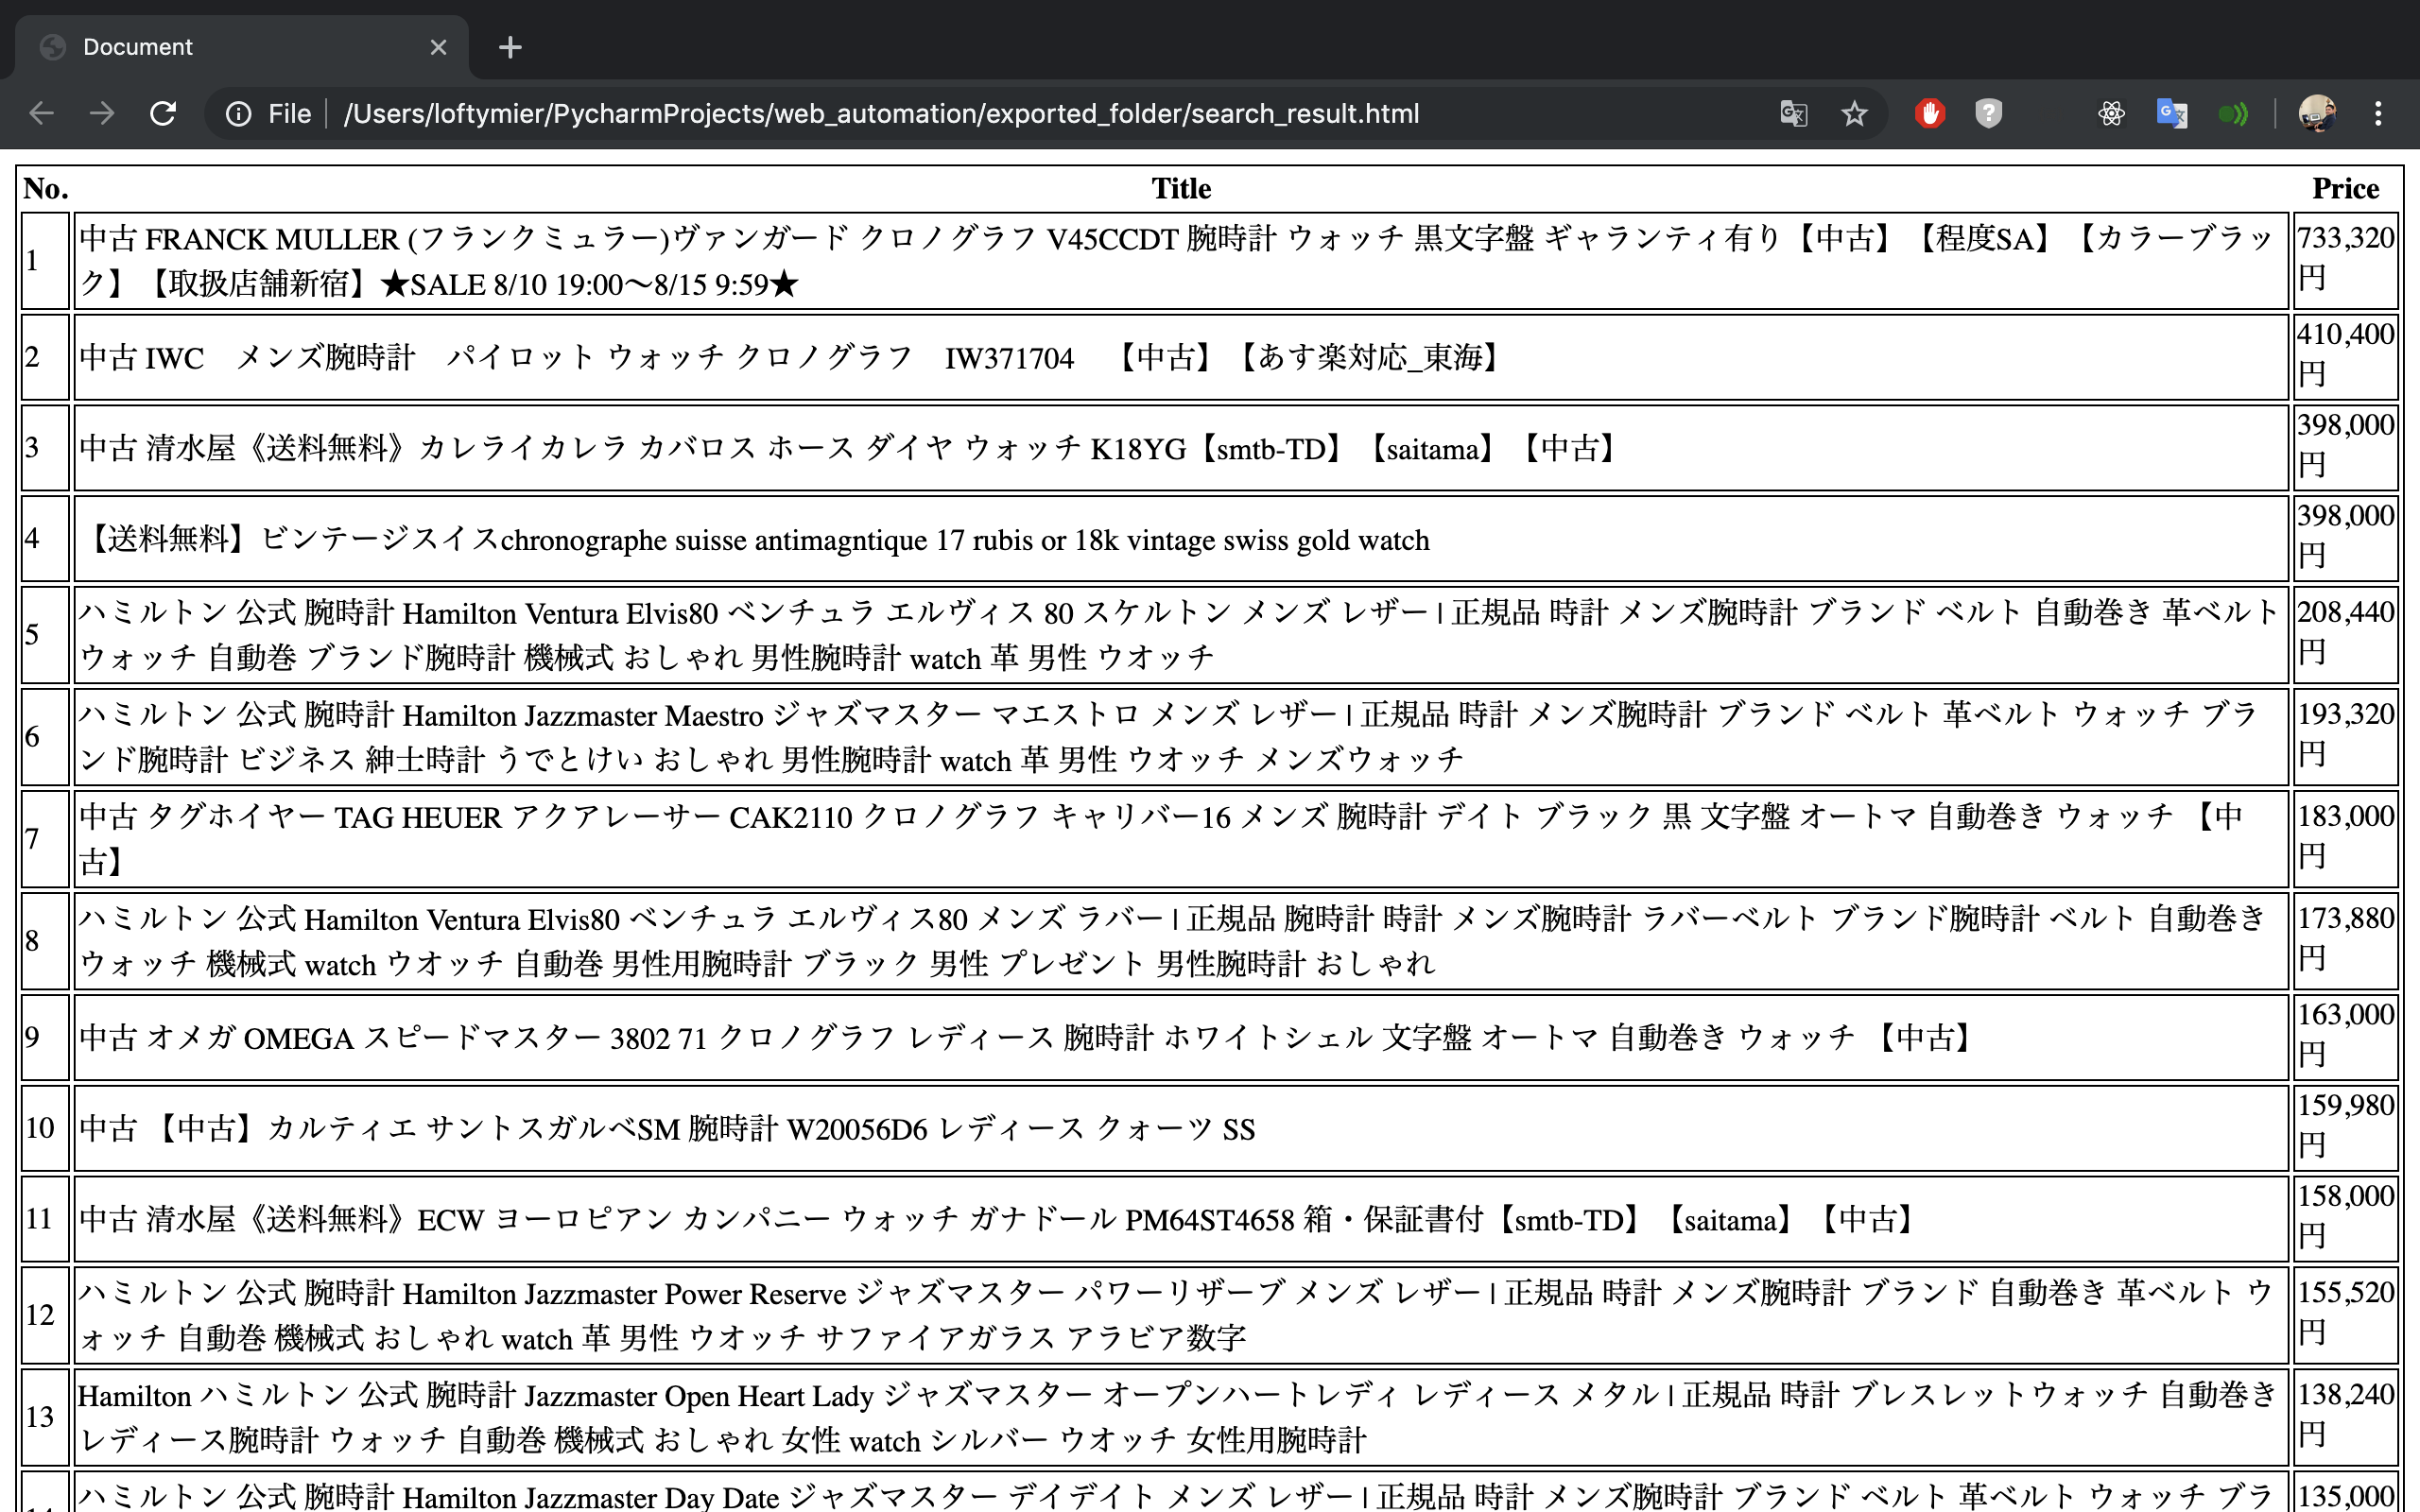 Document
File
/Users/loftymier/PycharmProjects/web_automation/exported_folder/search_result.html
No. Title Price
1 中古 FRANCK MULLER (フランクミュラー)ヴァンガード クロノグラフ V45CCDT 腕時計 ウォッチ 黒文字盤 ギャランティ有り【中古】【程度SA】【カラーブラッ
ク】【取扱店舗新宿】★SALE 8/10 19:00〜8/15 9:59★
733,320
円
2 中古 IWC　メンズ腕時計　パイロット ウォッチ クロノグラフ　IW371704　【中古】【あす楽対応_東海】
410,400
円
3 中古 清水屋《送料無料》カレライカレラ カバロス ホース ダイヤ ウォッチ K18YG【smtb-TD】【saitama】【中古】
398,000
円
4 【送料無料】ビンテージスイスchronographe suisse antimagntique 17 rubis or 18k vintage swiss gold watch
398,000
円
5 ハミルトン 公式 腕時計 Hamilton Ventura Elvis80 ベンチュラ エルヴィス 80 スケルトン メンズ レザー | 正規品 時計 メンズ腕時計 ブランド ベルト 自動巻き 革ベルト
ウォッチ 自動巻 ブランド腕時計 機械式 おしゃれ 男性腕時計 watch 革 男性 ウオッチ
208,440
円
6 ハミルトン 公式 腕時計 Hamilton Jazzmaster Maestro ジャズマスター マエストロ メンズ レザー | 正規品 時計 メンズ腕時計 ブランド ベルト 革ベルト ウォッチ ブラ
ンド腕時計 ビジネス 紳士時計 うでとけい おしゃれ 男性腕時計 watch 革 男性 ウオッチ メンズウォッチ
193,320
円
7 中古 タグホイヤー TAG HEUER アクアレーサー CAK2110 クロノグラフ キャリバー16 メンズ 腕時計 デイト ブラック 黒 文字盤 オートマ 自動巻き ウォッチ 【中
古】
183,000
円
8 ハミルトン 公式 Hamilton Ventura Elvis80 ベンチュラ エルヴィス80 メンズ ラバー | 正規品 腕時計 時計 メンズ腕時計 ラバーベルト ブランド腕時計 ベルト 自動巻き
ウォッチ 機械式 watch ウオッチ 自動巻 男性用腕時計 ブラック 男性 プレゼント 男性腕時計 おしゃれ
173,880
円
9 中古 オメガ OMEGA スピードマスター 3802 71 クロノグラフ レディース 腕時計 ホワイトシェル 文字盤 オートマ 自動巻き ウォッチ 【中古】
163,000
円
10 中古 【中古】カルティエ サントスガルベSM 腕時計 W20056D6 レディース クォーツ SS
159,980
円
11 中古 清水屋《送料無料》ECW ヨーロピアン カンパニー ウォッチ ガナドール PM64ST4658 箱・保証書付【smtb-TD】【saitama】【中古】
158,000
円
12 ハミルトン 公式 腕時計 Hamilton Jazzmaster Power Reserve ジャズマスター パワーリザーブ メンズ レザー | 正規品 時計 メンズ腕時計 ブランド 自動巻き 革ベルト ウ
ォッチ 自動巻 機械式 おしゃれ watch 革 男性 ウオッチ サファイアガラス アラビア数字
155,520
円
13 Hamilton ハミルトン 公式 腕時計 Jazzmaster Open Heart Lady ジャズマスター オープンハートレディ レディース メタル | 正規品 時計 ブレスレットウォッチ 自動巻き
レディース腕時計 ウォッチ 自動巻 機械式 おしゃれ 女性 watch シルバー ウオッチ 女性用腕時計
138,240
円
14 ハミルトン 公式 腕時計 Hamilton Jazzmaster Day Date ジャズマスター デイデイト メンズ レザー | 正規品 時計 メンズ腕時計 ブランド ベルト 革ベルト ウォッチ ブラ
135,000